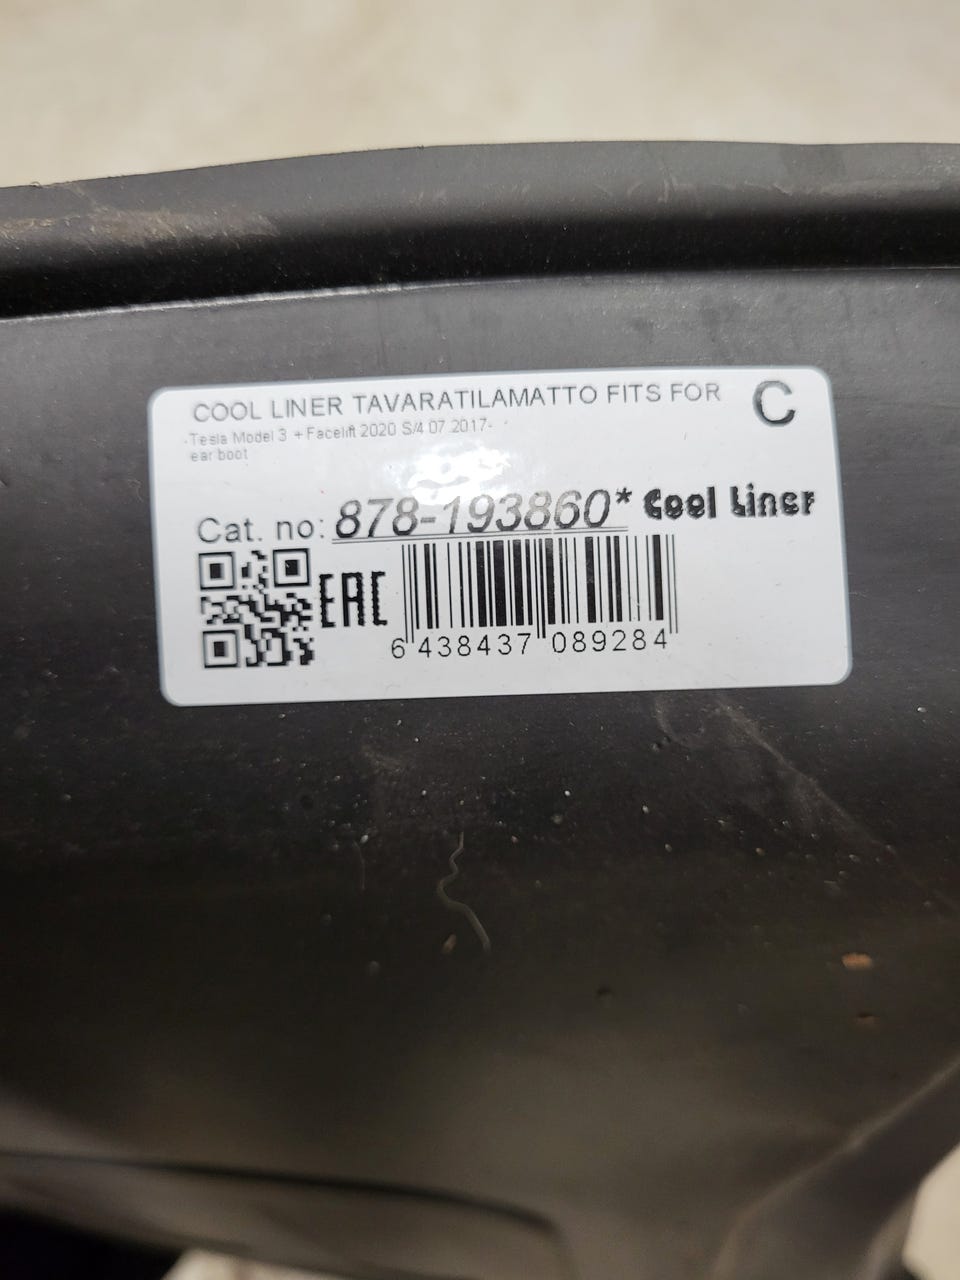 COOL LINER TAVARATILAMATTO FITS FOR
C
Tesla Model 3 + Facelift 2020 S/4 07.2017-
ear boot
Cat. no: 878-193860* Cool Liner
EAC
6 438437 089284